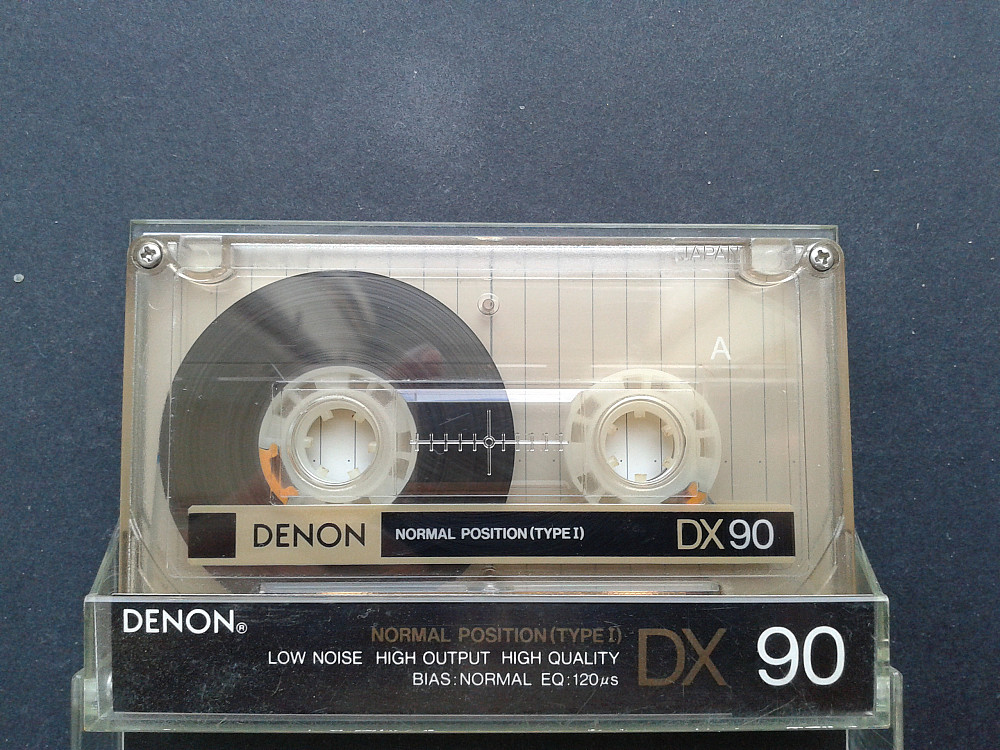 JAPAN
A
DENON NORMAL POSITION (TYPE I) DX 90
DENON®
NORMAL POSITION (TYPE I) DX 90
LOW NOISE HIGH OUTPUT HIGH QUALITY
BIAS:NORMAL EQ:120µs